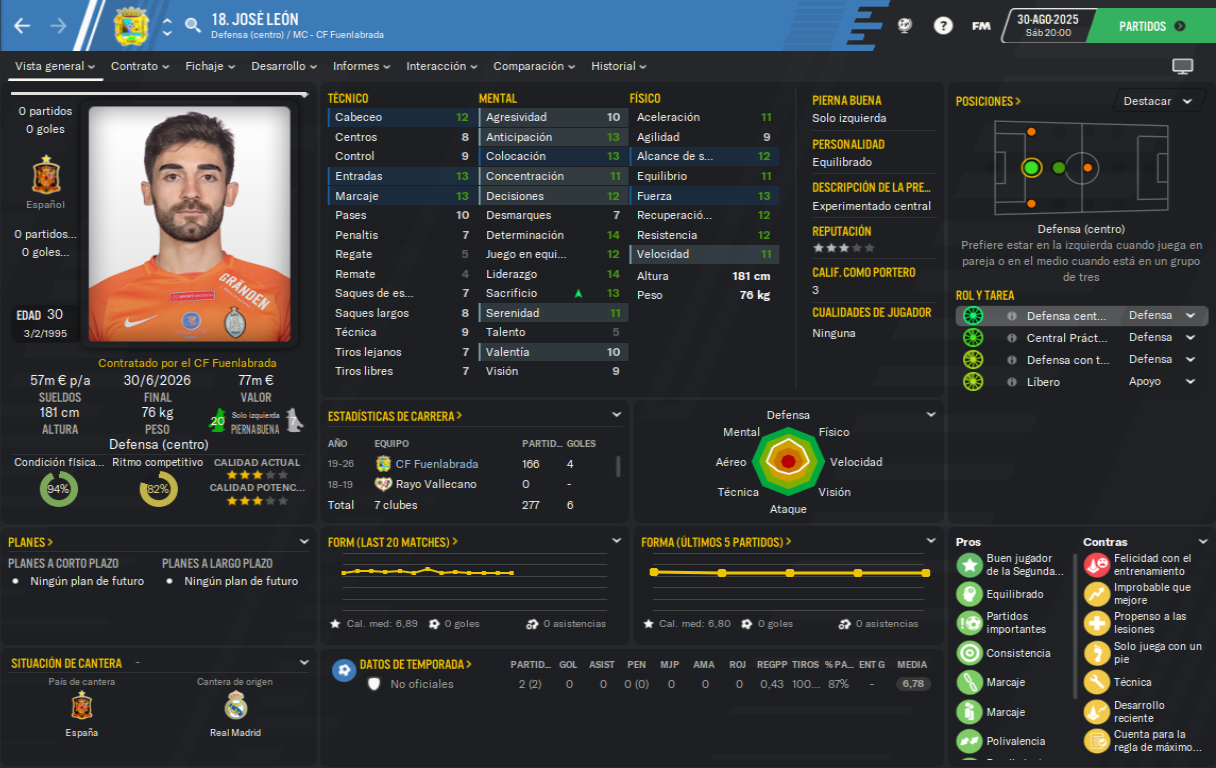 18. JOSÉ LEÓN
Defensa (centro) / MC - CF Fuenlabrada
?
FM
30-AGO-2025
Sáb 20:00
PARTIDOS
Vista general
Contrato
Fichaje
Desarrollo
Informes
Interacción
Comparación
Historial
0 partidos
0 goles
Español
0 partidos...
0 goles...
EDAD 30
3/2/1995
GRÄNDEN
Contratado por el CF Fuenlabrada
57m € p/a
SUELDOS
30/6/2026
FINAL
77m €
VALOR
181 cm
ALTURA
76 kg
PESO
20
Solo izquierda
PIERNA BUENA
7
Defensa (centro)
Condición física...
94%
Ritmo competitivo
82%
CALIDAD ACTUAL
CALIDAD POTENC...
TÉCNICO
Cabeceo 12
Centros 8
Control 9
Entradas 13
Marcaje 13
Pases 10
Penaltis 7
Regate 5
Remate 4
Saques de es... 7
Saques largos 8
Técnica 9
Tiros lejanos 7
Tiros libres 7
MENTAL
Agresividad 10
Anticipación 13
Colocación 13
Concentración 11
Decisiones 12
Desmarques 7
Determinación 14
Juego en equi... 12
Liderazgo 14
Sacrificio 13
Serenidad 11
Talento 5
Valentía 10
Visión 9
FÍSICO
Aceleración 11
Agilidad 9
Alcance de s... 12
Equilibrio 11
Fuerza 13
Recuperació... 12
Resistencia 12
Velocidad 11
Altura 181 cm
Peso 76 kg
PIERNA BUENA
Solo izquierda
PERSONALIDAD
Equilibrado
DESCRIPCIÓN DE LA PRE...
Experimentado central
REPUTACIÓN
CALIF. COMO PORTERO
3
CUALIDADES DE JUGADOR
Ninguna
POSICIONES >
Destacar
Defensa (centro)
Prefiere estar en la izquierda cuando juega en
pareja o en el medio cuando está en un grupo
de tres
ROL Y TAREA
Defensa cent... Defensa
Central Práct... Defensa
Defensa con t... Defensa
Líbero Apoyo
ESTADÍSTICAS DE CARRERA >
AÑO EQUIPO PARTID... GOLES
19-26 CF Fuenlabrada 166 4
18-19 Rayo Vallecano 0 -
Total 7 clubes 277 6
Defensa
Mental
Físico
Aéreo
Velocidad
Técnica
Visión
Ataque
PLANES >
PLANES A CORTO PLAZO
Ningún plan de futuro
PLANES A LARGO PLAZO
Ningún plan de futuro
FORM (LAST 20 MATCHES) >
Cal. med: 6,89
0 goles
0 asistencias
FORMA (ÚLTIMOS 5 PARTIDOS) >
Cal. med: 6,80
0 goles
0 asistencias
Pros
Buen jugador
de la Segunda...
Equilibrado
Partidos
importantes
Consistencia
Marcaje
Marcaje
Polivalencia
Contras
Felicidad con el
entrenamiento
Improbable que
mejore
Propenso a las
lesiones
Solo juega con un
pie
Técnica
Desarrollo
reciente
Cuenta para la
regla de máximo...
SITUACIÓN DE CANTERA -
País de cantera
España
Cantera de origen
Real Madrid
DATOS DE TEMPORADA >
PARTID... GOL ASIST PEN MJP AMA ROJ REGPP TIROS % PA... ENT G MEDIA
No oficiales 2 (2) 0 0 0 (0) 0 0 0 0,43 100... 87% - 6,78